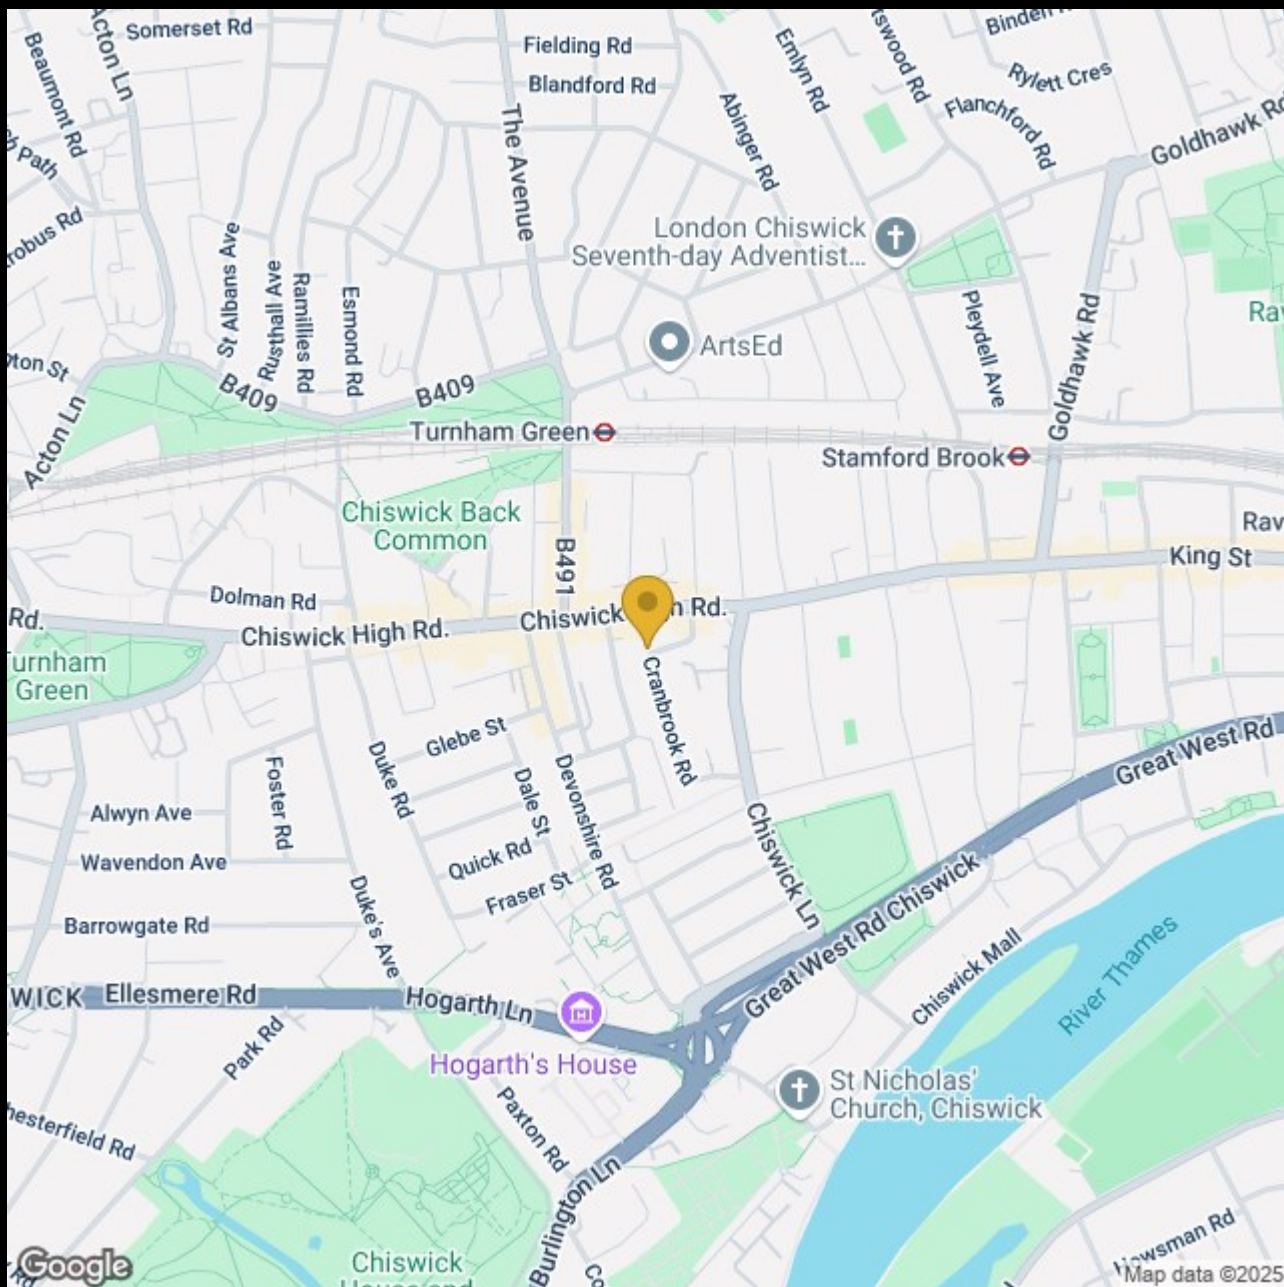 Somerset Rd
Acton Ln
Beaumont Rd
Fielding Rd
Blandford Rd
The Avenue
Abinger Rd
Emlyn Rd
Rylett Cres
Flanchford Rd
Goldhawk Rd
London Chiswick
Seventh-day Adventist...
ArtsEd
Pleydell Ave
Goldhawk Rd
St Albans Ave
Rusthall Ave
Ramillies Rd
Esmond Rd
B409
B409
Acton Ln
Turnham Green
Stamford Brook
Chiswick Back
Common
B491
King St
Dolman Rd
Rd.
Chiswick High Rd.
Chiswick Rd.
Green
Cranbrook Rd
Glebe St
Duke Rd
Dale St
Devonshire Rd
Foster Rd
Alwyn Ave
Wavendon Ave
Quick Rd
Fraser St
Barrowgate Rd
Duke's Ave
Chiswick Ln
Great West Rd
Great West Rd Chiswick
Chiswick Mall
River Thames
WICK
Ellesmere Rd
Hogarth Ln
Hogarth's House
Park Rd
Paxton Rd
St Nicholas'
Church, Chiswick
Burlington Ln
Chiswick
Google
Map data ©2025